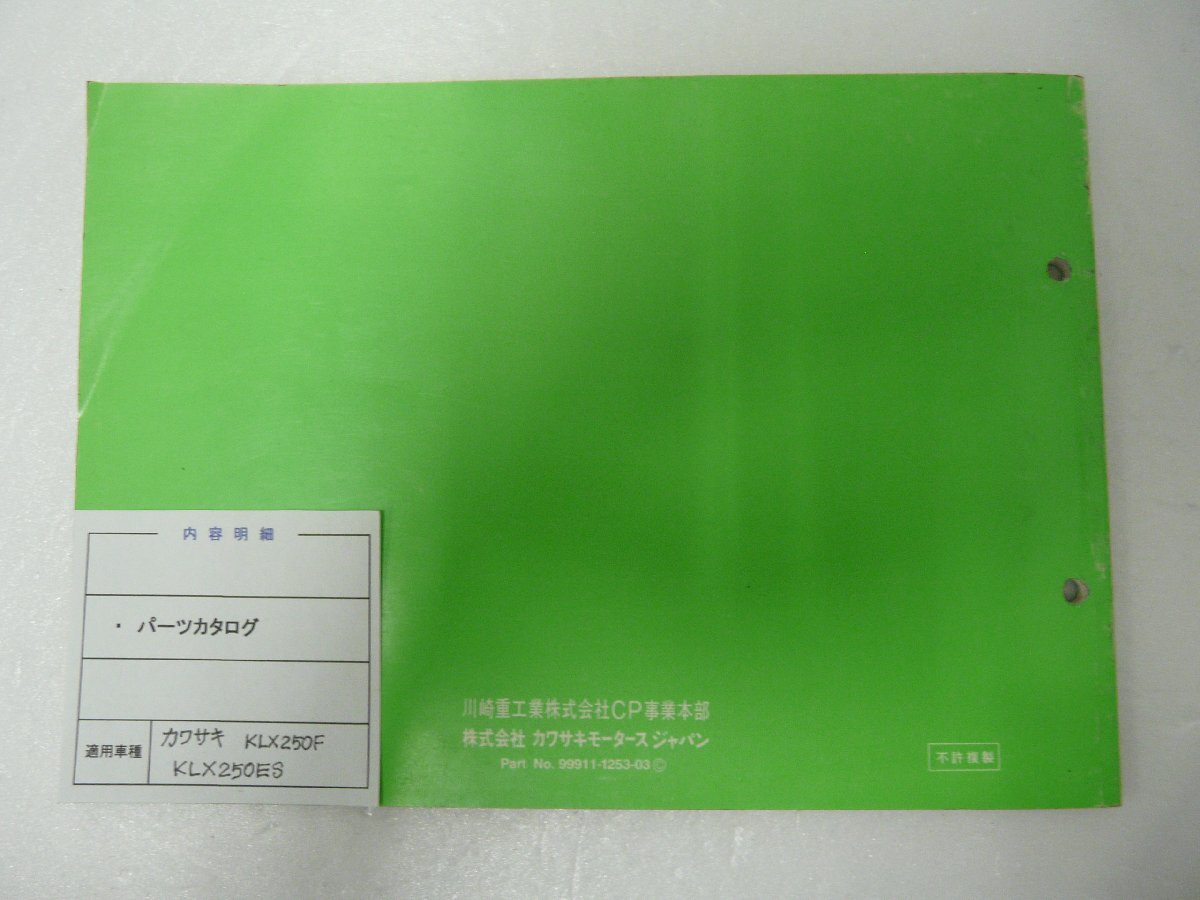 内容明細
・ パーツカタログ
適用車種
カワサキ KLX250F
KLX250ES
川崎重工業株式会社CP事業本部
株式会社 カワサキモータースジャパン
Part No. 99911-1253-03 Ⓒ
不許複製